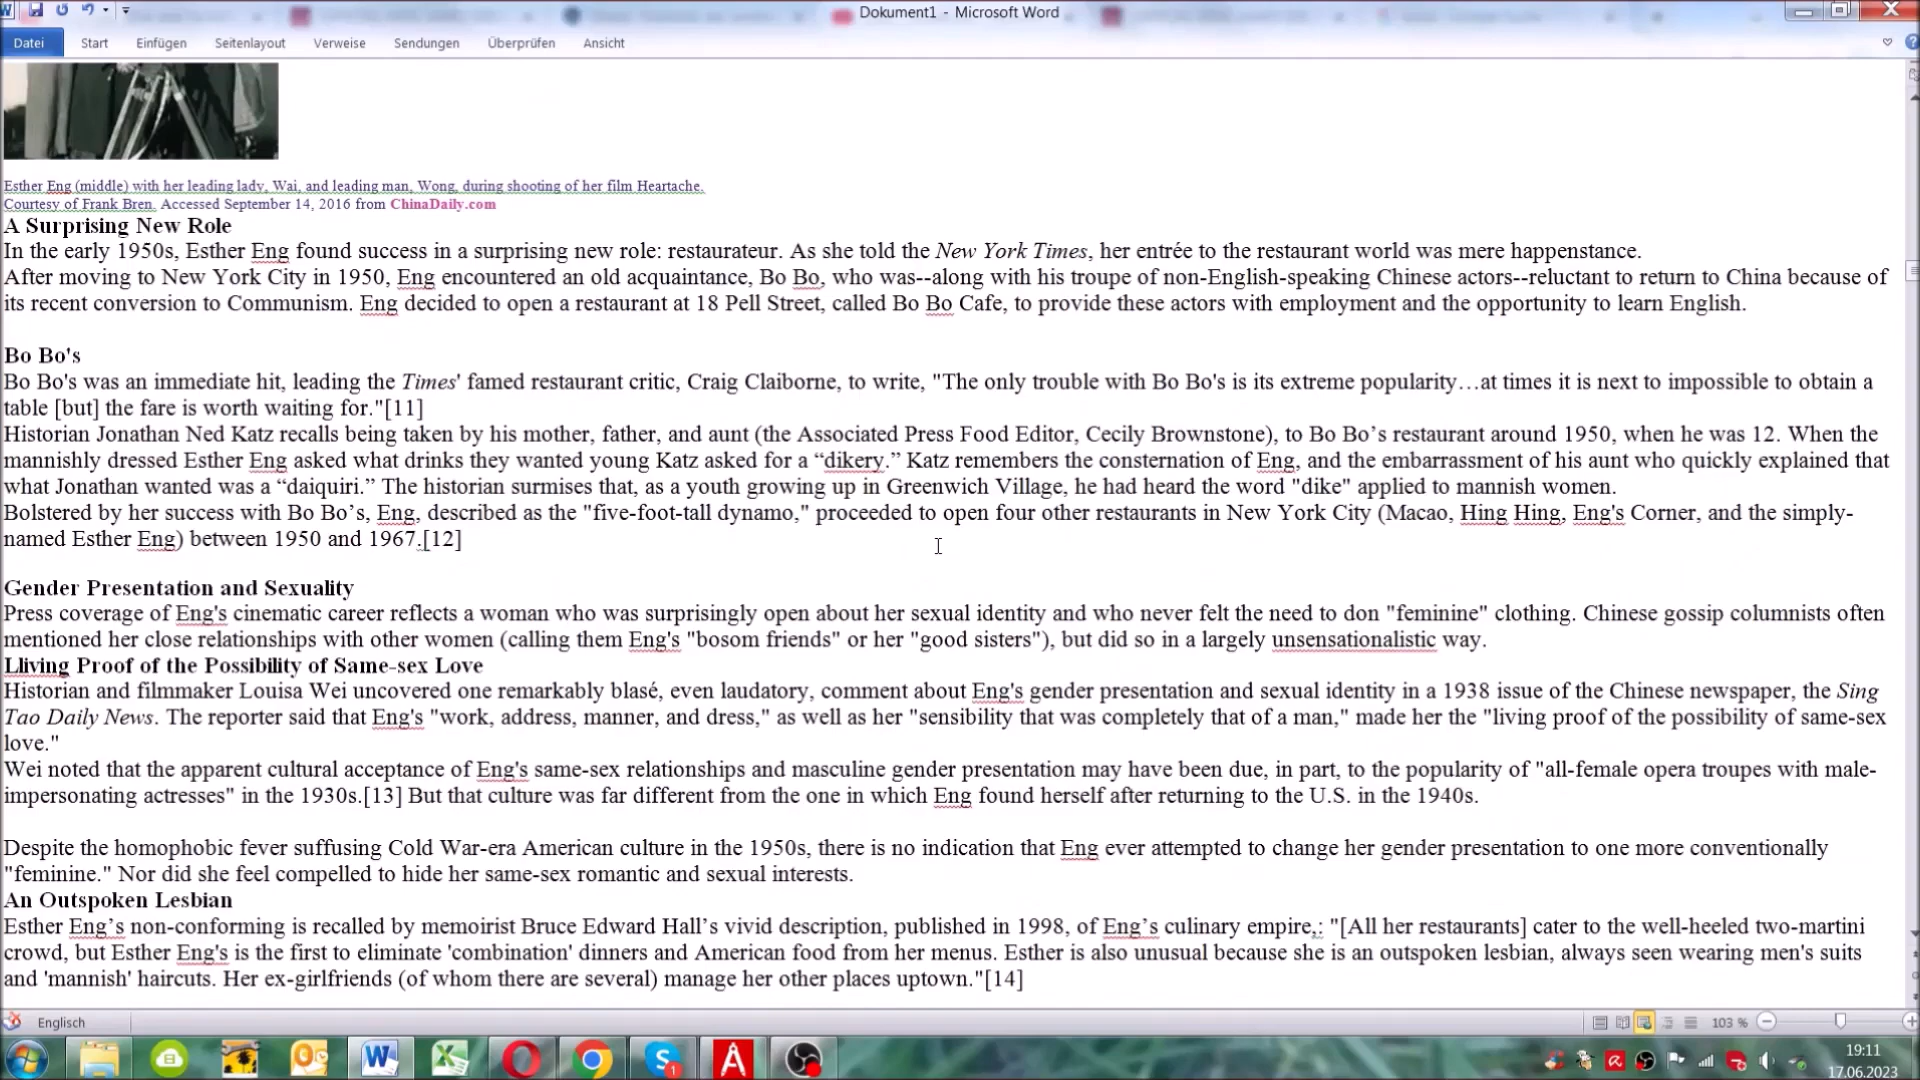 Dokument1 - Microsoft Word
Datei Start Einfügen Seitenlayout Verweise Sendungen Überprüfen Ansicht
Esther Eng (middle) with her leading lady, Wai, and leading man, Wong, during shooting of her film Heartache.
Courtesy of Frank Bren. Accessed September 14, 2016 from ChinaDaily.com
A Surprising New Role
In the early 1950s, Esther Eng found success in a surprising new role: restaurateur. As she told the New York Times, her entrée to the restaurant world was mere happenstance.
After moving to New York City in 1950, Eng encountered an old acquaintance, Bo Bo, who was--along with his troupe of non-English-speaking Chinese actors--reluctant to return to China because of
its recent conversion to Communism. Eng decided to open a restaurant at 18 Pell Street, called Bo Bo Cafe, to provide these actors with employment and the opportunity to learn English.
Bo Bo's
Bo Bo's was an immediate hit, leading the Times' famed restaurant critic, Craig Claiborne, to write, "The only trouble with Bo Bo's is its extreme popularity…at times it is next to impossible to obtain a
table [but] the fare is worth waiting for."[11]
Historian Jonathan Ned Katz recalls being taken by his mother, father, and aunt (the Associated Press Food Editor, Cecily Brownstone), to Bo Bo’s restaurant around 1950, when he was 12. When the
mannishly dressed Esther Eng asked what drinks they wanted young Katz asked for a “dikery.” Katz remembers the consternation of Eng, and the embarrassment of his aunt who quickly explained that
what Jonathan wanted was a “daiquiri.” The historian surmises that, as a youth growing up in Greenwich Village, he had heard the word "dike" applied to mannish women.
Bolstered by her success with Bo Bo’s, Eng, described as the "five-foot-tall dynamo," proceeded to open four other restaurants in New York City (Macao, Hing Hing, Eng's Corner, and the simply-
named Esther Eng) between 1950 and 1967.[12]
Gender Presentation and Sexuality
Press coverage of Eng's cinematic career reflects a woman who was surprisingly open about her sexual identity and who never felt the need to don "feminine" clothing. Chinese gossip columnists often
mentioned her close relationships with other women (calling them Eng's "bosom friends" or her "good sisters"), but did so in a largely unsensationalistic way.
Lliving Proof of the Possibility of Same-sex Love
Historian and filmmaker Louisa Wei uncovered one remarkably blasé, even laudatory, comment about Eng's gender presentation and sexual identity in a 1938 issue of the Chinese newspaper, the Sing
Tao Daily News. The reporter said that Eng's "work, address, manner, and dress," as well as her "sensibility that was completely that of a man," made her the "living proof of the possibility of same-sex
love."
Wei noted that the apparent cultural acceptance of Eng's same-sex relationships and masculine gender presentation may have been due, in part, to the popularity of "all-female opera troupes with male-
impersonating actresses" in the 1930s.[13] But that culture was far different from the one in which Eng found herself after returning to the U.S. in the 1940s.
Despite the homophobic fever suffusing Cold War-era American culture in the 1950s, there is no indication that Eng ever attempted to change her gender presentation to one more conventionally
"feminine." Nor did she feel compelled to hide her same-sex romantic and sexual interests.
An Outspoken Lesbian
Esther Eng’s non-conforming is recalled by memoirist Bruce Edward Hall’s vivid description, published in 1998, of Eng’s culinary empire,: "[All her restaurants] cater to the well-heeled two-martini
crowd, but Esther Eng's is the first to eliminate 'combination' dinners and American food from her menus. Esther is also unusual because she is an outspoken lesbian, always seen wearing men's suits
and 'mannish' haircuts. Her ex-girlfriends (of whom there are several) manage her other places uptown."[14]
Englisch 103 %
19:11
17.06.2023